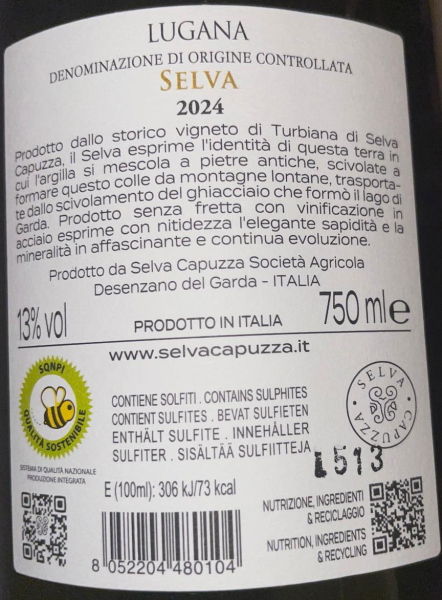 LUGANA
DENOMINAZIONE DI ORIGINE CONTROLLATA
SELVA
2024
Prodotto dallo storico vigneto di Turbiana di Selva
Capuzza, il Selva esprime l'identità di questa terra in
cui l'argilla si mescola a pietre antiche, scivolate a
formare questo colle da montagne lontane, trasporta-
te dallo scivolamento del ghiacciaio che formò il lago di
Garda. Prodotto senza fretta con vinificazione in
acciaio esprime con nitidezza l'elegante sapidità e la
mineralità in affascinante e continua evoluzione.
Prodotto da Selva Capuzza Società Agricola
Desenzano del Garda - ITALIA
13% vol
PRODOTTO IN ITALIA
750 ml e
www.selvacapuzza.it
SQNPI
QUALITÀ SOSTENIBILE
SISTEMA DI QUALITÀ NAZIONALE
PRODUZIONE INTEGRATA
CONTIENE SOLFITI . CONTAINS SULPHITES
CONTIENT SULFITES . BEVAT SULFIETEN
ENTHÄLT SULFITE . INNEHÅLLER
SULFITER . SISÄLTÄÄ SULFIITTEJA
SELVA CAPUZZA
L513
E (100ml): 306 kJ/73 kcal
8 052204 480104
NUTRIZIONE, INGREDIENTI
& RICICLAGGIO
NUTRITION, INGREDIENTS
& RECYCLING